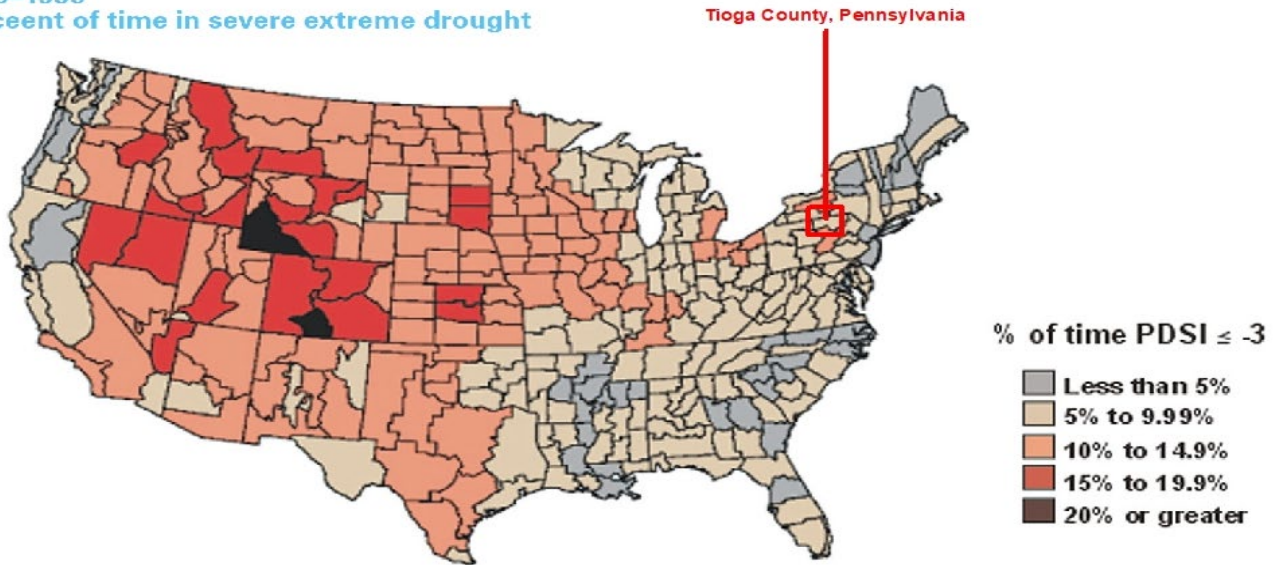 Percent of time in severe extreme drought
Tioga County, Pennsylvania
% of time PDSI ≤ -3
Less than 5%
5% to 9.99%
10% to 14.9%
15% to 19.9%
20% or greater